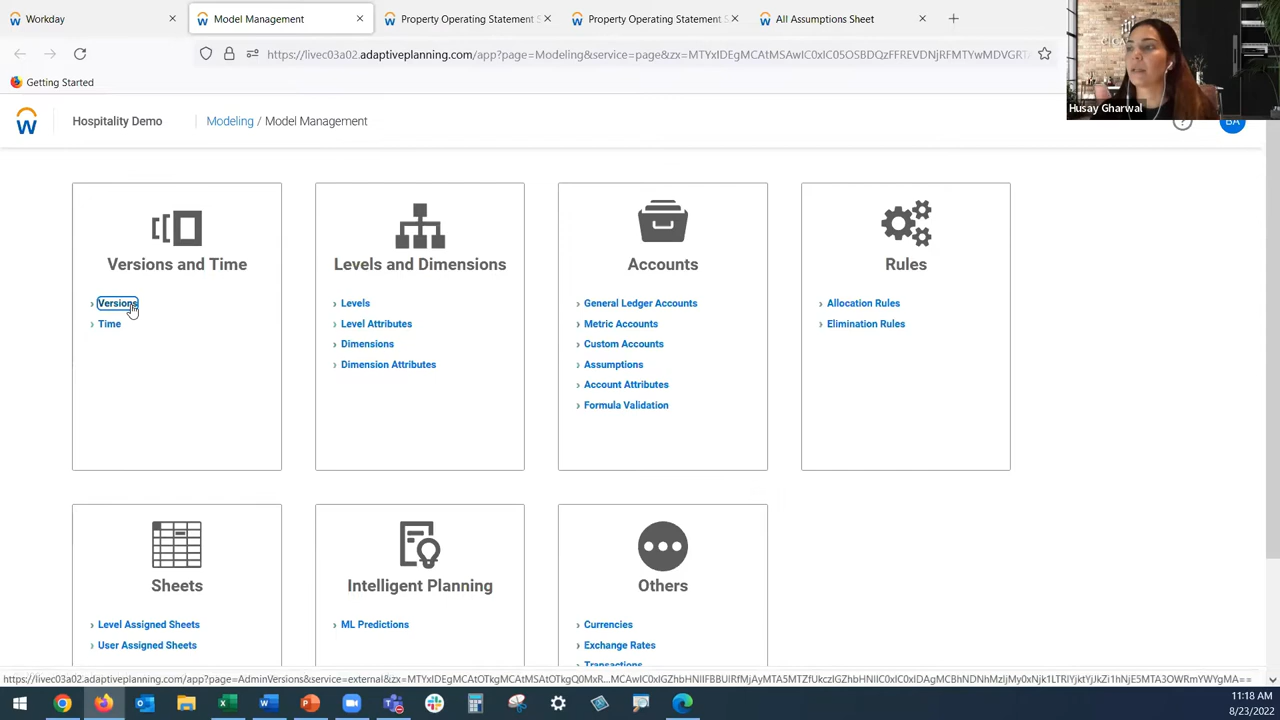 Workday
Model Management
Property Operating Statement S
Property Operating Statement S
All Assumptions Sheet
Getting Started
Husay Gharwal
Hospitality Demo
Modeling / Model Management
BA
Versions and Time
Versions
Time
Levels and Dimensions
Levels
Level Attributes
Dimensions
Dimension Attributes
Accounts
General Ledger Accounts
Metric Accounts
Custom Accounts
Assumptions
Account Attributes
Formula Validation
Rules
Allocation Rules
Elimination Rules
Sheets
Level Assigned Sheets
User Assigned Sheets
Intelligent Planning
ML Predictions
Others
Currencies
Exchange Rates
Transactions
11:18 AM
8/23/2022